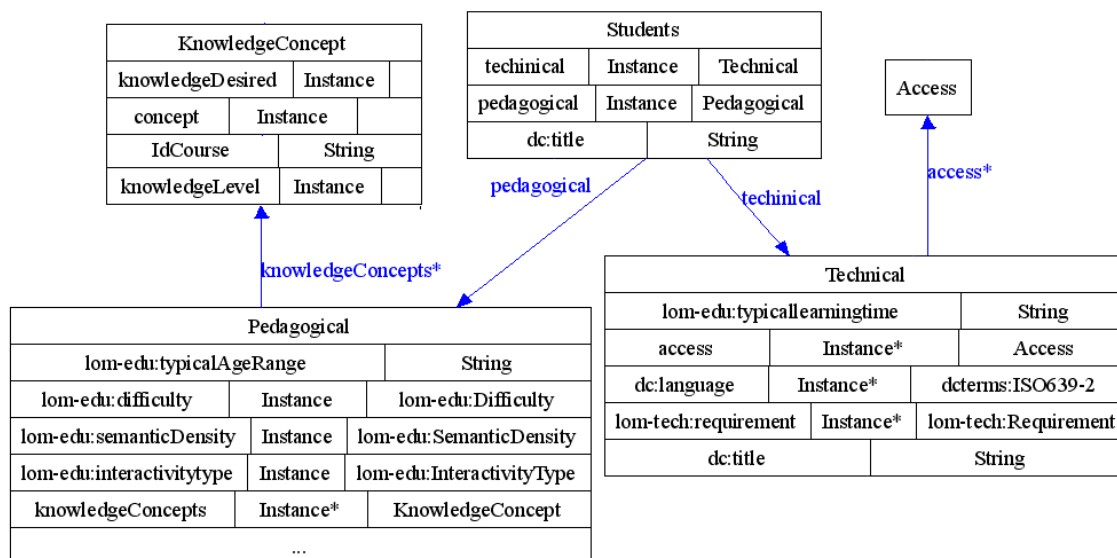 KnowledgeConcept
knowledgeDesired Instance
concept Instance
IdCourse String
knowledgeLevel Instance
Students
techinical Instance Technical
pedagogical Instance Pedagogical
dc:title String
Access
pedagogical
techinical
access*
knowledgeConcepts*
Pedagogical
lom-edu:typicalAgeRange String
lom-edu:difficulty Instance lom-edu:Difficulty
lom-edu:semanticDensity Instance lom-edu:SemanticDensity
lom-edu:interactivitytype Instance lom-edu:InteractivityType
knowledgeConcepts Instance* KnowledgeConcept
...
Technical
lom-edu:typicallearningtime String
access Instance* Access
dc:language Instance* dcterms:ISO639-2
lom-tech:requirement Instance* lom-tech:Requirement
dc:title String